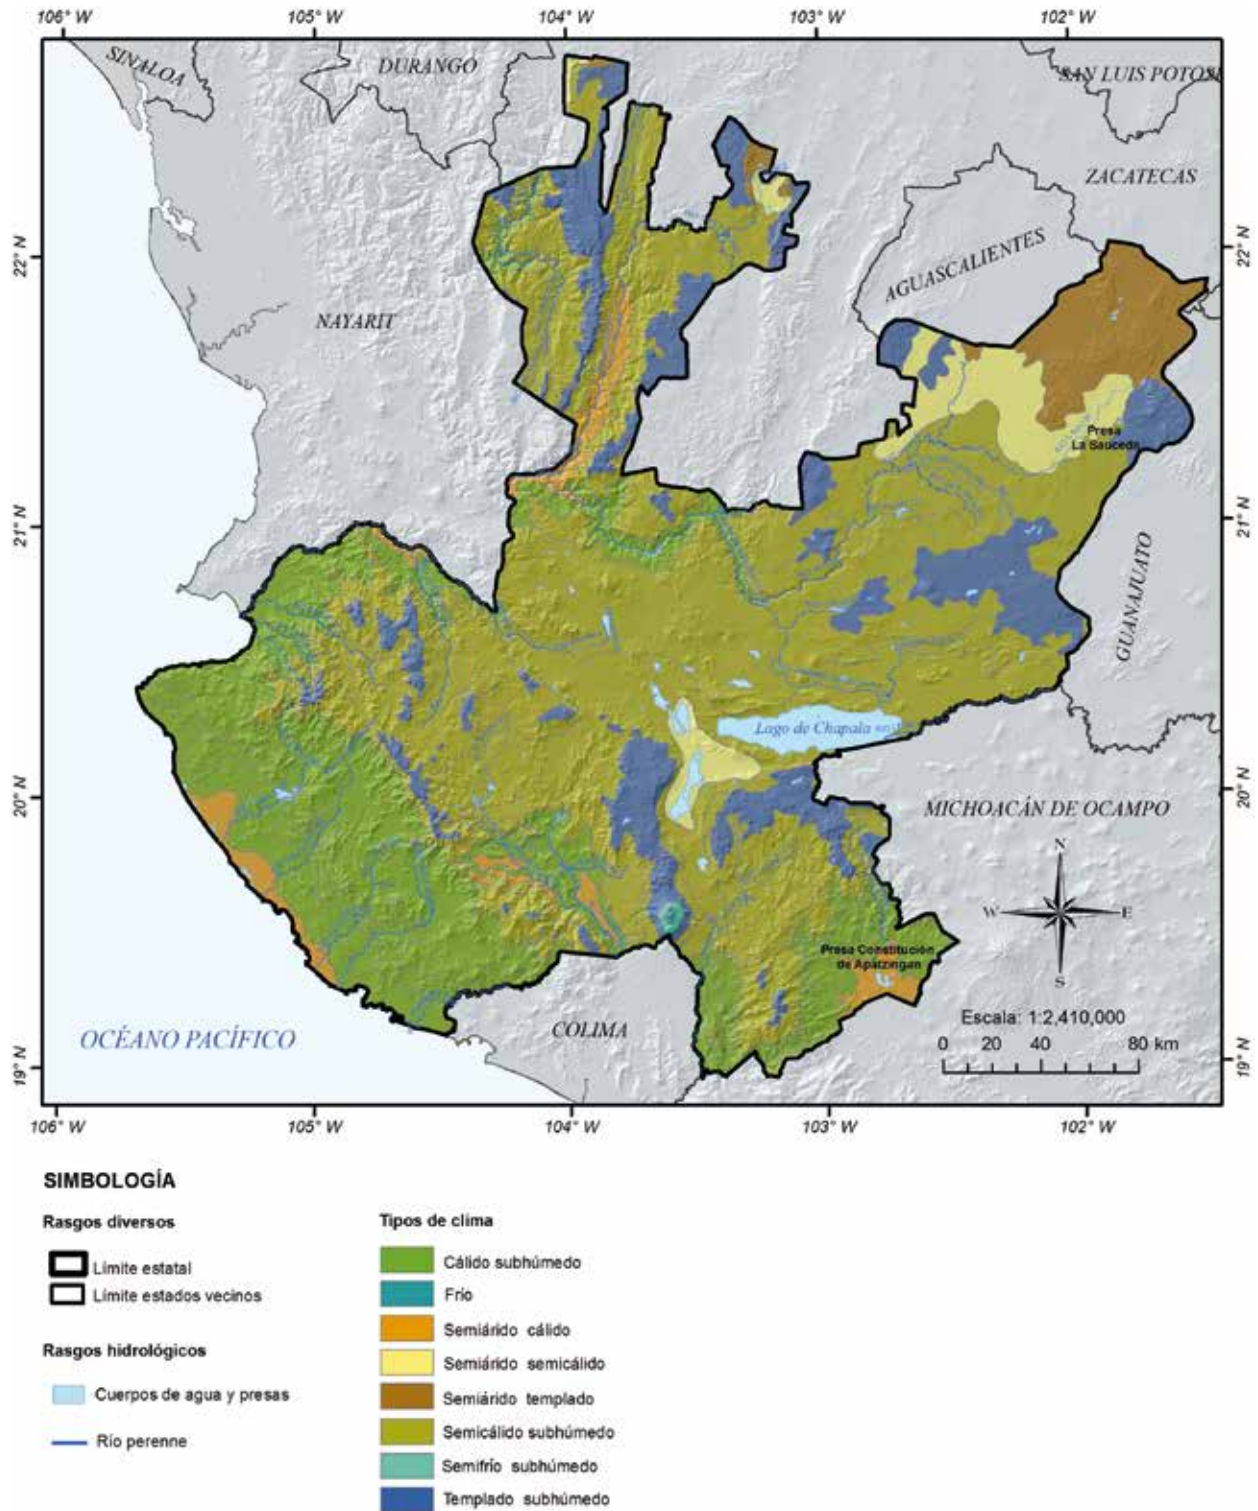 106° W 105° W 104° W 103° W 102° W
SINALOA
DURANGO
SAN LUIS POTOSÍ
ZACATECAS
22° N
22° N
AGUASCALIENTES
NAYARIT
Presa
La Sauceda
21° N
21° N
GUANAJUATO
Lago de Chapala
20° N
20° N
MICHOACÁN DE OCAMPO
N
W E
S
Presa Constitución
de Apatzingan
Escala: 1:2,410,000
0 20 40 80 km
COLIMA
OCÉANO PACÍFICO
19° N
19° N
106° W 105° W 104° W 103° W 102° W
SIMBOLOGÍA
Rasgos diversos
Límite estatal
Límite estados vecinos
Rasgos hidrológicos
Cuerpos de agua y presas
Río perenne
Tipos de clima
Cálido subhúmedo
Frío
Semiárido cálido
Semiárido semicálido
Semiárido templado
Semicálido subhúmedo
Semifrío subhúmedo
Templado subhúmedo